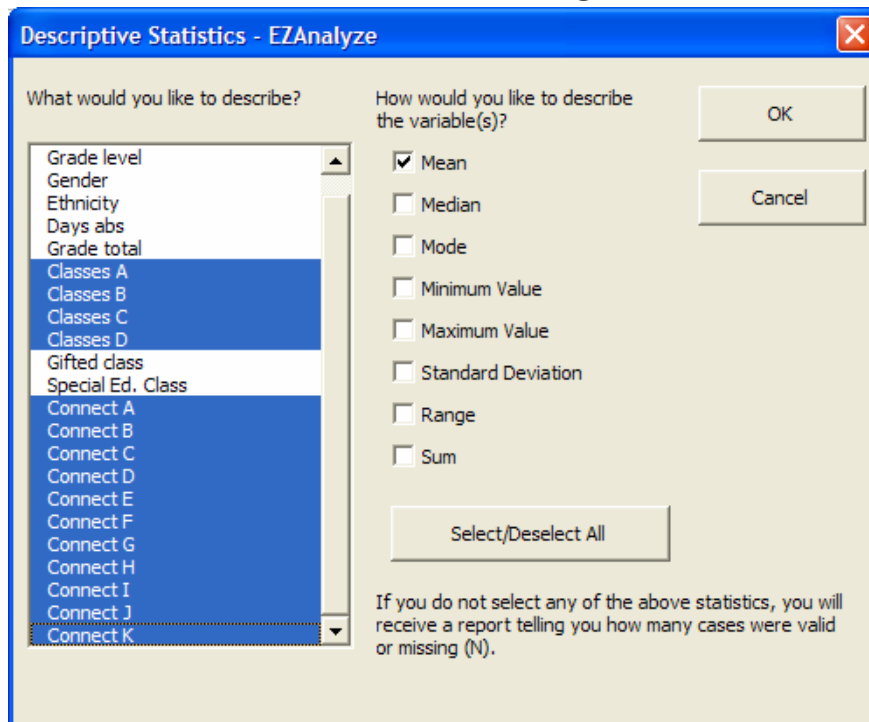 Descriptive Statistics - EZAnalyze
What would you like to describe?
Grade level
Gender
Ethnicity
Days abs
Grade total
Classes A
Classes B
Classes C
Classes D
Gifted class
Special Ed. Class
Connect A
Connect B
Connect C
Connect D
Connect E
Connect F
Connect G
Connect H
Connect I
Connect J
Connect K
How would you like to describe
the variable(s)?
Mean
Median
Mode
Minimum Value
Maximum Value
Standard Deviation
Range
Sum
Select/Deselect All
If you do not select any of the above statistics, you will
receive a report telling you how many cases were valid
or missing (N).
OK
Cancel